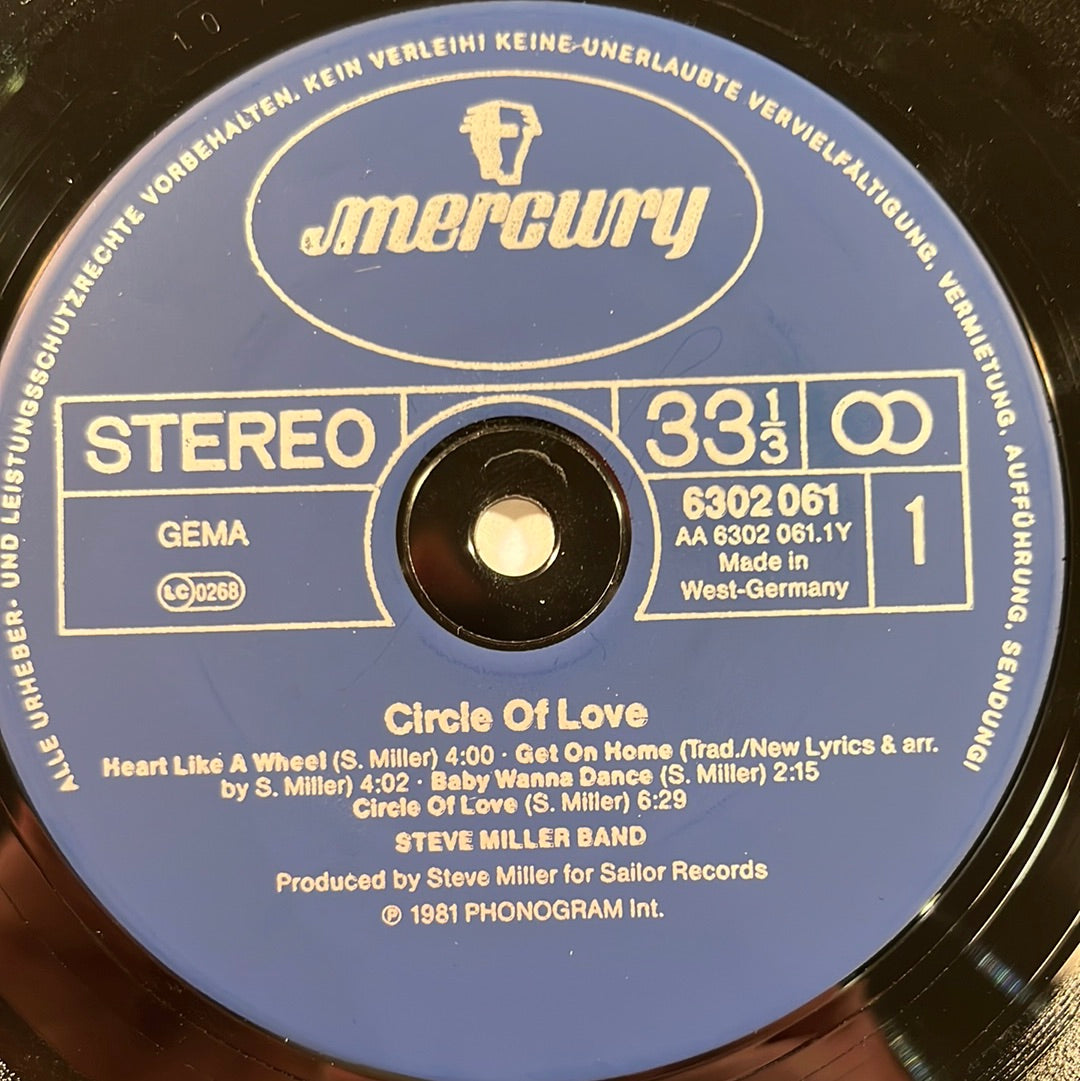 ALLE URHEBER- UND LEISTUNGSSCHUTZRECHTE VORBEHALTEN. KEIN VERLEIH! KEINE UNERLAUBTE VERVIELFÄLTIGUNG, VERMIETUNG, AUFFÜHRUNG, SENDUNG!
mercury
STEREO
33 1/3
GEMA
LC 0268
6302 061
AA 6302 061.1Y
Made in
West-Germany
1
Circle Of Love
Heart Like A Wheel (S. Miller) 4:00 · Get On Home (Trad./New Lyrics & arr.
by S. Miller) 4:02 · Baby Wanna Dance (S. Miller) 2:15
Circle Of Love (S. Miller) 6:29
STEVE MILLER BAND
Produced by Steve Miller for Sailor Records
℗ 1981 PHONOGRAM Int.
10